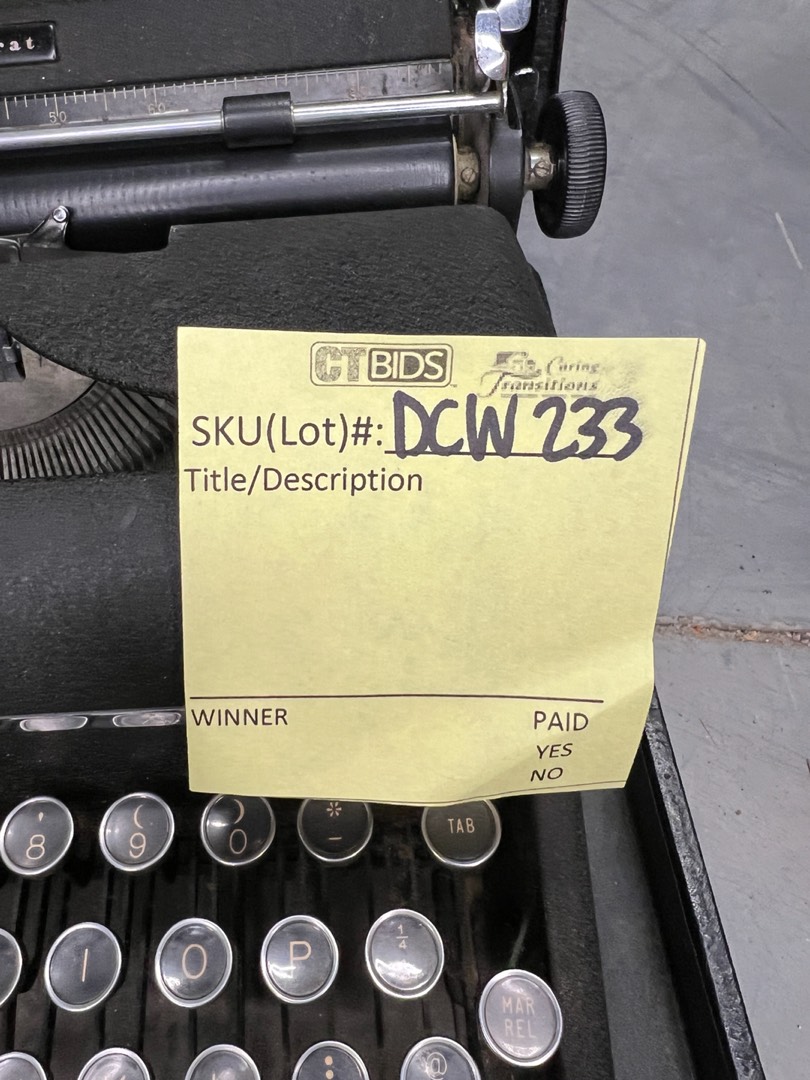 rat
50 60
CTBIDS
Caring
Transitions
SKU(Lot)#: DCW 233
Title/Description
WINNER PAID
YES
NO
' ( ) *
8 9 0 - TAB
I O P 1/4
MAR
REL
: @